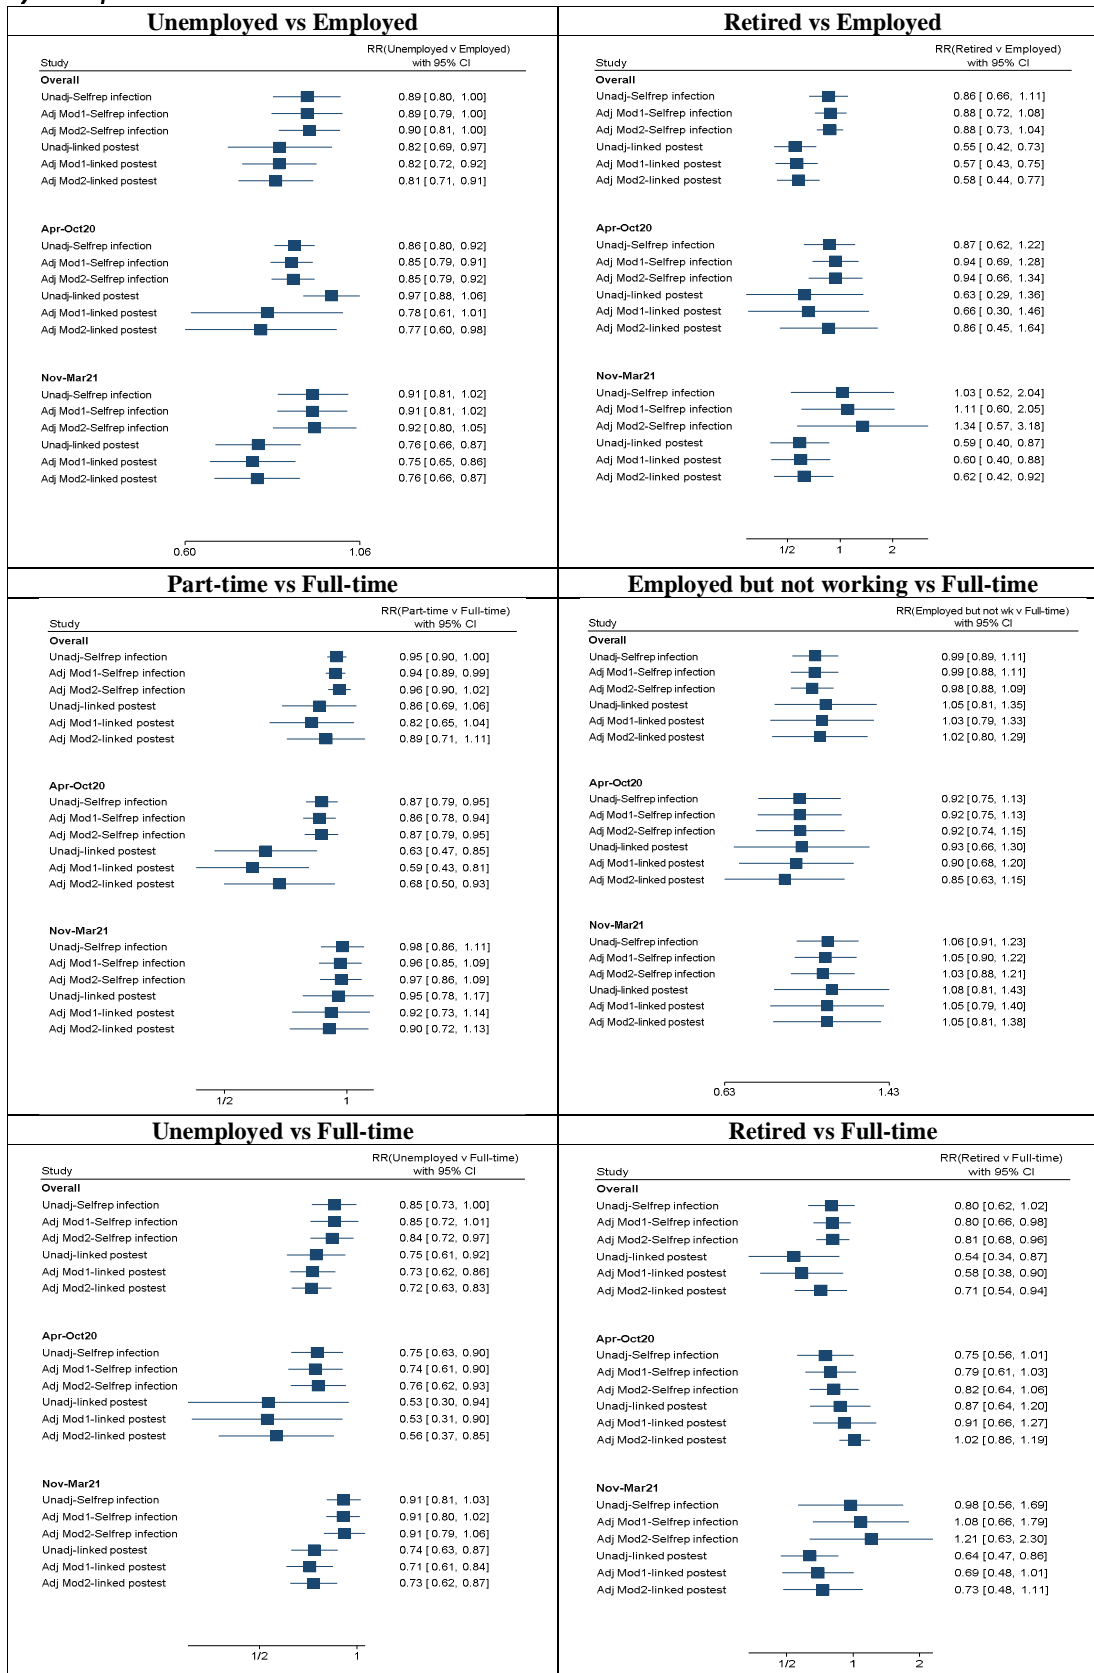 Unemployed vs Employed
RR(Unemployed v Employed)
Study with 95% CI
Overall
Unadj-Selfrep infection 0.89 [ 0.80, 1.00]
Adj Mod1-Selfrep infection 0.89 [ 0.79, 1.00]
Adj Mod2-Selfrep infection 0.90 [ 0.81, 1.00]
Unadj-linked postest 0.82 [ 0.69, 0.97]
Adj Mod1-linked postest 0.82 [ 0.72, 0.92]
Adj Mod2-linked postest 0.81 [ 0.71, 0.91]
Apr-Oct20
Unadj-Selfrep infection 0.86 [ 0.80, 0.92]
Adj Mod1-Selfrep infection 0.85 [ 0.79, 0.91]
Adj Mod2-Selfrep infection 0.85 [ 0.79, 0.92]
Unadj-linked postest 0.97 [ 0.88, 1.06]
Adj Mod1-linked postest 0.78 [ 0.61, 1.01]
Adj Mod2-linked postest 0.77 [ 0.60, 0.98]
Nov-Mar21
Unadj-Selfrep infection 0.91 [ 0.81, 1.02]
Adj Mod1-Selfrep infection 0.91 [ 0.81, 1.02]
Adj Mod2-Selfrep infection 0.92 [ 0.80, 1.05]
Unadj-linked postest 0.76 [ 0.66, 0.87]
Adj Mod1-linked postest 0.75 [ 0.65, 0.86]
Adj Mod2-linked postest 0.76 [ 0.66, 0.87]
0.60 1.06
Retired vs Employed
RR(Retired v Employed)
Study with 95% CI
Overall
Unadj-Selfrep infection 0.86 [ 0.66, 1.11]
Adj Mod1-Selfrep infection 0.88 [ 0.72, 1.08]
Adj Mod2-Selfrep infection 0.88 [ 0.73, 1.04]
Unadj-linked postest 0.55 [ 0.42, 0.73]
Adj Mod1-linked postest 0.57 [ 0.43, 0.75]
Adj Mod2-linked postest 0.58 [ 0.44, 0.77]
Apr-Oct20
Unadj-Selfrep infection 0.87 [ 0.62, 1.22]
Adj Mod1-Selfrep infection 0.94 [ 0.69, 1.28]
Adj Mod2-Selfrep infection 0.94 [ 0.66, 1.34]
Unadj-linked postest 0.63 [ 0.29, 1.36]
Adj Mod1-linked postest 0.66 [ 0.30, 1.46]
Adj Mod2-linked postest 0.86 [ 0.45, 1.64]
Nov-Mar21
Unadj-Selfrep infection 1.03 [ 0.52, 2.04]
Adj Mod1-Selfrep infection 1.11 [ 0.60, 2.05]
Adj Mod2-Selfrep infection 1.34 [ 0.57, 3.18]
Unadj-linked postest 0.59 [ 0.40, 0.87]
Adj Mod1-linked postest 0.60 [ 0.40, 0.88]
Adj Mod2-linked postest 0.62 [ 0.42, 0.92]
1/2 1 2
Part-time vs Full-time
RR(Part-time v Full-time)
Study with 95% CI
Overall
Unadj-Selfrep infection 0.95 [ 0.90, 1.00]
Adj Mod1-Selfrep infection 0.94 [ 0.89, 0.99]
Adj Mod2-Selfrep infection 0.96 [ 0.90, 1.02]
Unadj-linked postest 0.86 [ 0.69, 1.06]
Adj Mod1-linked postest 0.82 [ 0.65, 1.04]
Adj Mod2-linked postest 0.89 [ 0.71, 1.11]
Apr-Oct20
Unadj-Selfrep infection 0.87 [ 0.79, 0.95]
Adj Mod1-Selfrep infection 0.86 [ 0.78, 0.94]
Adj Mod2-Selfrep infection 0.87 [ 0.79, 0.95]
Unadj-linked postest 0.63 [ 0.47, 0.85]
Adj Mod1-linked postest 0.59 [ 0.43, 0.81]
Adj Mod2-linked postest 0.68 [ 0.50, 0.93]
Nov-Mar21
Unadj-Selfrep infection 0.98 [ 0.86, 1.11]
Adj Mod1-Selfrep infection 0.96 [ 0.85, 1.09]
Adj Mod2-Selfrep infection 0.97 [ 0.86, 1.09]
Unadj-linked postest 0.95 [ 0.78, 1.17]
Adj Mod1-linked postest 0.92 [ 0.73, 1.14]
Adj Mod2-linked postest 0.90 [ 0.72, 1.13]
1/2 1
Employed but not working vs Full-time
RR(Employed but not wk v Full-time)
Study with 95% CI
Overall
Unadj-Selfrep infection 0.99 [ 0.89, 1.11]
Adj Mod1-Selfrep infection 0.99 [ 0.88, 1.11]
Adj Mod2-Selfrep infection 0.98 [ 0.88, 1.09]
Unadj-linked postest 1.05 [ 0.81, 1.35]
Adj Mod1-linked postest 1.03 [ 0.79, 1.33]
Adj Mod2-linked postest 1.02 [ 0.80, 1.29]
Apr-Oct20
Unadj-Selfrep infection 0.92 [ 0.75, 1.13]
Adj Mod1-Selfrep infection 0.92 [ 0.75, 1.13]
Adj Mod2-Selfrep infection 0.92 [ 0.74, 1.15]
Unadj-linked postest 0.93 [ 0.66, 1.30]
Adj Mod1-linked postest 0.90 [ 0.68, 1.20]
Adj Mod2-linked postest 0.85 [ 0.63, 1.15]
Nov-Mar21
Unadj-Selfrep infection 1.06 [ 0.91, 1.23]
Adj Mod1-Selfrep infection 1.05 [ 0.90, 1.22]
Adj Mod2-Selfrep infection 1.03 [ 0.88, 1.21]
Unadj-linked postest 1.08 [ 0.81, 1.43]
Adj Mod1-linked postest 1.05 [ 0.79, 1.40]
Adj Mod2-linked postest 1.05 [ 0.81, 1.38]
0.63 1.43
Unemployed vs Full-time
RR(Unemployed v Full-time)
Study with 95% CI
Overall
Unadj-Selfrep infection 0.85 [ 0.73, 1.00]
Adj Mod1-Selfrep infection 0.85 [ 0.72, 1.01]
Adj Mod2-Selfrep infection 0.84 [ 0.72, 0.97]
Unadj-linked postest 0.75 [ 0.61, 0.92]
Adj Mod1-linked postest 0.73 [ 0.62, 0.86]
Adj Mod2-linked postest 0.72 [ 0.63, 0.83]
Apr-Oct20
Unadj-Selfrep infection 0.75 [ 0.63, 0.90]
Adj Mod1-Selfrep infection 0.74 [ 0.61, 0.90]
Adj Mod2-Selfrep infection 0.76 [ 0.62, 0.93]
Unadj-linked postest 0.53 [ 0.30, 0.94]
Adj Mod1-linked postest 0.53 [ 0.31, 0.90]
Adj Mod2-linked postest 0.56 [ 0.37, 0.85]
Nov-Mar21
Unadj-Selfrep infection 0.91 [ 0.81, 1.03]
Adj Mod1-Selfrep infection 0.91 [ 0.80, 1.02]
Adj Mod2-Selfrep infection 0.91 [ 0.79, 1.06]
Unadj-linked postest 0.74 [ 0.63, 0.87]
Adj Mod1-linked postest 0.71 [ 0.61, 0.84]
Adj Mod2-linked postest 0.73 [ 0.62, 0.87]
1/2 1
Retired vs Full-time
RR(Retired v Full-time)
Study with 95% CI
Overall
Unadj-Selfrep infection 0.80 [ 0.62, 1.02]
Adj Mod1-Selfrep infection 0.80 [ 0.66, 0.98]
Adj Mod2-Selfrep infection 0.81 [ 0.68, 0.96]
Unadj-linked postest 0.54 [ 0.34, 0.87]
Adj Mod1-linked postest 0.58 [ 0.38, 0.90]
Adj Mod2-linked postest 0.71 [ 0.54, 0.94]
Apr-Oct20
Unadj-Selfrep infection 0.75 [ 0.56, 1.01]
Adj Mod1-Selfrep infection 0.79 [ 0.61, 1.03]
Adj Mod2-Selfrep infection 0.82 [ 0.64, 1.06]
Unadj-linked postest 0.87 [ 0.64, 1.20]
Adj Mod1-linked postest 0.91 [ 0.66, 1.27]
Adj Mod2-linked postest 1.02 [ 0.86, 1.19]
Nov-Mar21
Unadj-Selfrep infection 0.98 [ 0.56, 1.69]
Adj Mod1-Selfrep infection 1.08 [ 0.66, 1.79]
Adj Mod2-Selfrep infection 1.21 [ 0.63, 2.30]
Unadj-linked postest 0.64 [ 0.47, 0.86]
Adj Mod1-linked postest 0.69 [ 0.48, 1.01]
Adj Mod2-linked postest 0.73 [ 0.48, 1.11]
1/2 1 2